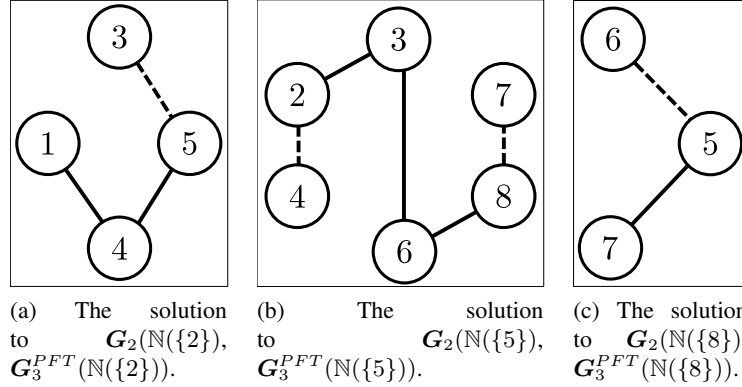 3
1
5
4
3
2
7
4
8
6
6
5
7
(a) The solution
to G₂(ℕ({2}),
G₃^{PFT}(ℕ({2})).
(b) The solution
to G₂(ℕ({5}),
G₃^{PFT}(ℕ({5})).
(c) The solution
to G₂(ℕ({8})
G₃^{PFT}(ℕ({8})).